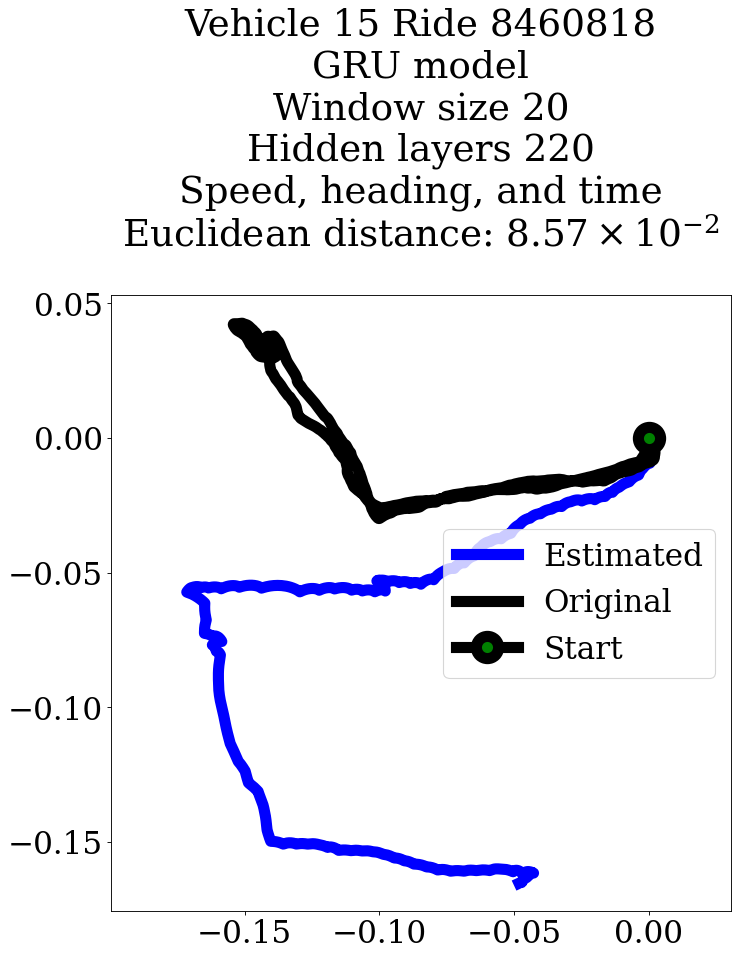 Vehicle 15 Ride 8460818
GRU model
Window size 20
Hidden layers 220
Speed, heading, and time
Euclidean distance: 8.57 × 10⁻²
0.05
0.00
−0.05
−0.10
−0.15
Estimated
Original
Start
−0.15 −0.10 −0.05 0.00